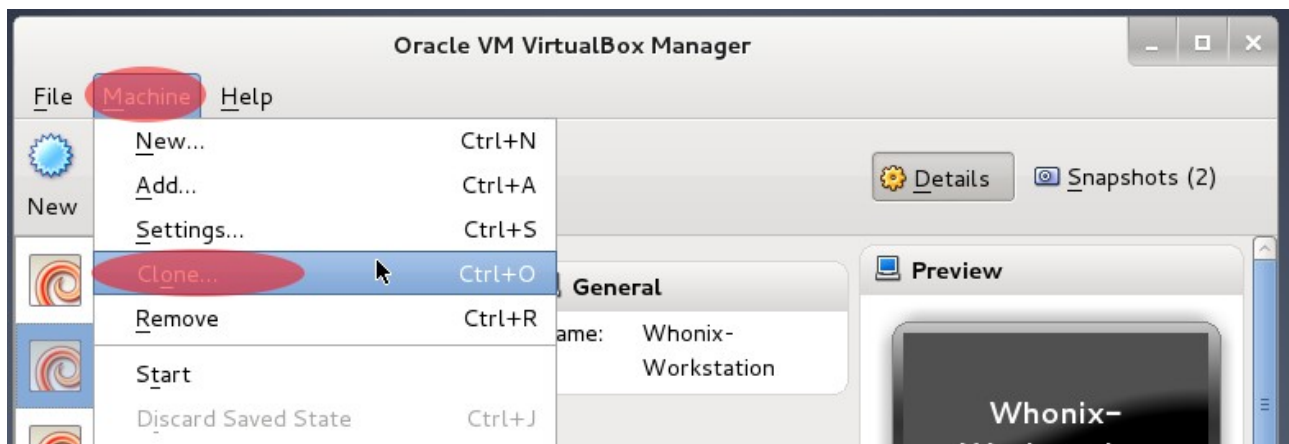 Oracle VM VirtualBox Manager
File Machine Help
New... Ctrl+N
Add... Ctrl+A
Settings... Ctrl+S
Clone... Ctrl+O
Remove Ctrl+R
Start
Discard Saved State Ctrl+J
New
Details Snapshots (2)
General
ame: Whonix-
Workstation
Preview
Whonix-